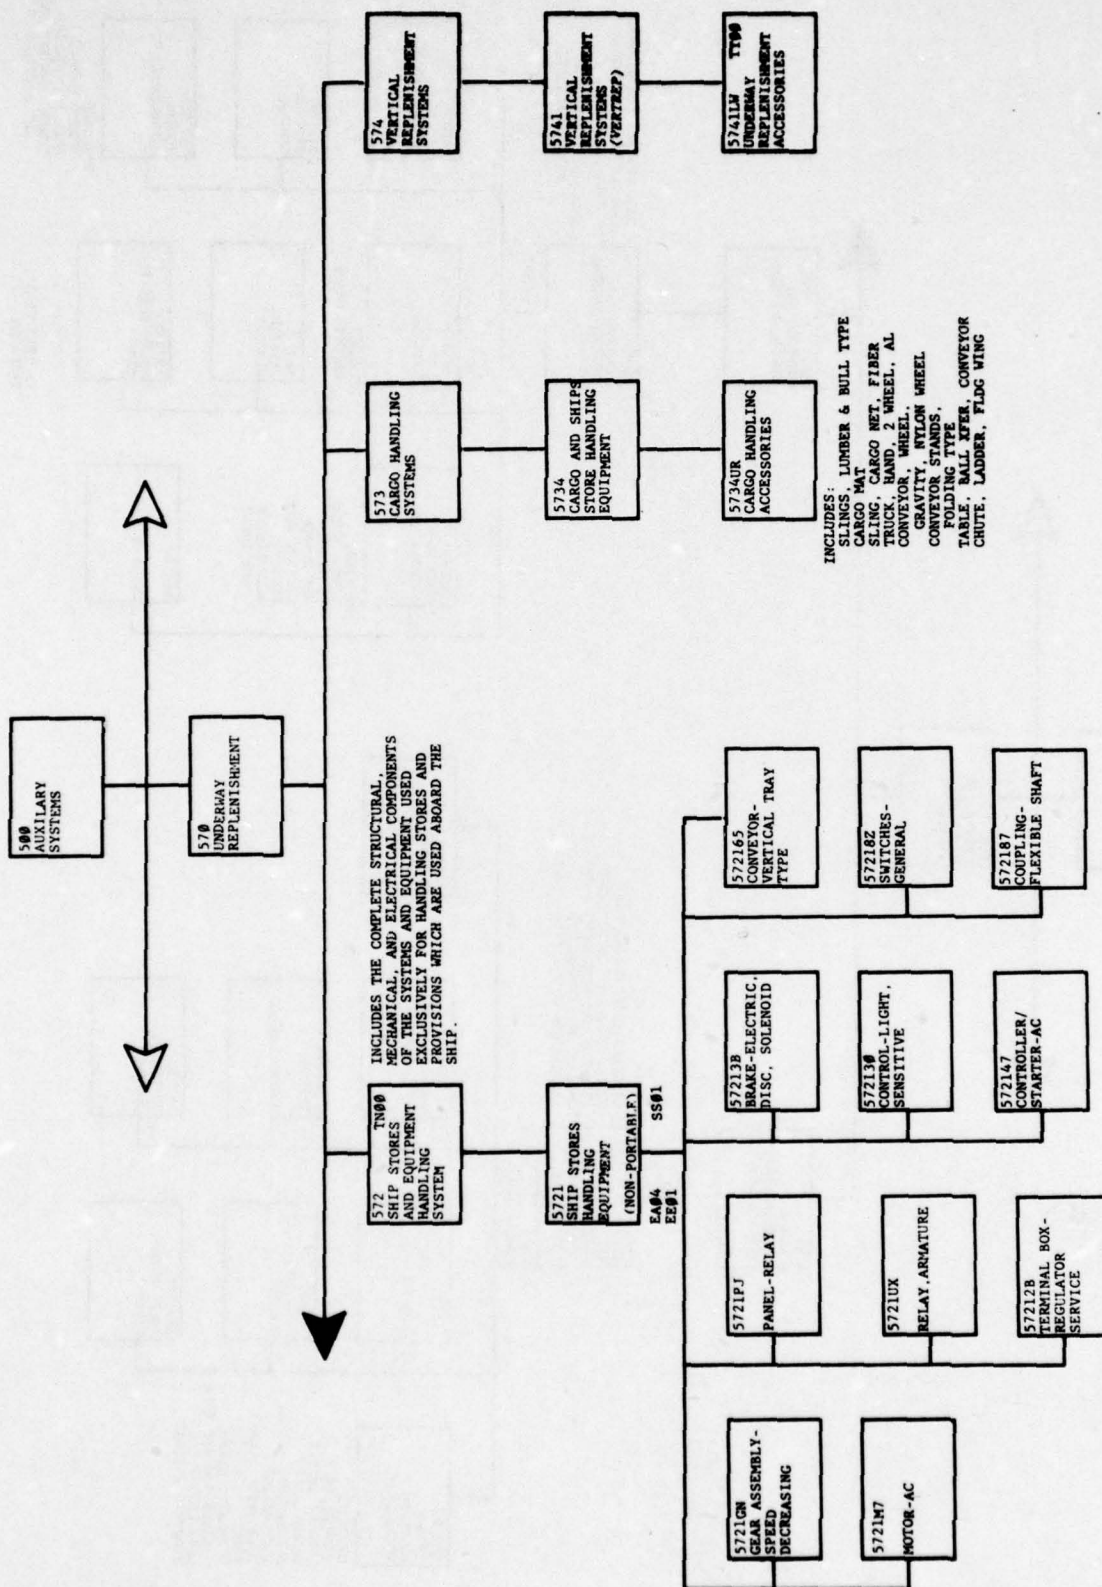 500
AUXILARY
SYSTEMS
570
UNDERWAY
REPLENISHMENT
572 TN00
SHIP STORES
AND EQUIPMENT
HANDLING
SYSTEM
INCLUDES THE COMPLETE STRUCTURAL,
MECHANICAL, AND ELECTRICAL COMPONENTS
OF THE SYSTEMS AND EQUIPMENT USED
EXCLUSIVELY FOR HANDLING STORES AND
PROVISIONS WHICH ARE USED ABOARD THE
SHIP.
573
CARGO HANDLING
SYSTEMS
574
VERTICAL
REPLENISHMENT
SYSTEMS
5721
SHIP STORES
HANDLING
EQUIPMENT
(NON-PORTABLE)
EA04
EE01
SS01
5734
CARGO AND SHIPS
STORE HANDLING
EQUIPMENT
5741
VERTICAL
REPLENISHMENT
SYSTEMS
(VERTREP)
5734UR
CARGO HANDLING
ACCESSORIES
INCLUDES:
SLINGS, LUMBER & BULL TYPE
CARGO MAT
SLING, CARGO NET, FIBER
TRUCK, HAND, 2 WHEEL, AL
CONVEYOR, WHEEL,
GRAVITY, NYLON WHEEL
CONVEYOR STANDS,
FOLDING TYPE
TABLE, BALL XFER, CONVEYOR
CHUTE, LADDER, FLDG WING
5741LW TT00
UNDERWAY
REPLENISHMENT
ACCESSORIES
5721GN
GEAR ASSEMBLY-
SPEED
DECREASING
5721M7
MOTOR-AC
5721PJ
PANEL-RELAY
5721UX
RELAY, ARMATURE
57212B
TERMINAL BOX-
REGULATOR
SERVICE
57213B
BRAKE-ELECTRIC,
DISC, SOLENOID
572130
CONTROL-LIGHT,
SENSITIVE
572147
CONTROLLER/
STARTER-AC
572165
CONVEYOR-
VERTICAL TRAY
TYPE
57218Z
SWITCHES-
GENERAL
572187
COUPLING-
FLEXIBLE SHAFT